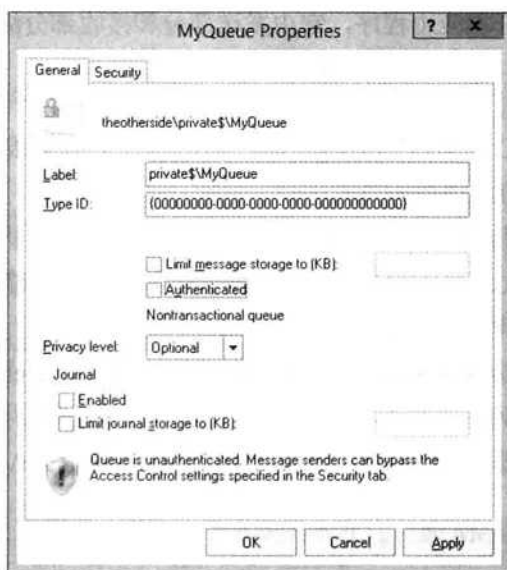 MyQueue Properties
? x
General Security
theotherside\private$\MyQueue
Label: private$\MyQueue
Type ID: {00000000-0000-0000-0000-000000000000}
Limit message storage to (KB):
Authenticated
Nontransactional queue
Privacy level: Optional
Journal
Enabled
Limit journal storage to (KB):
Queue is unauthenticated. Message senders can bypass the
Access Control settings specified in the Security tab.
OK Cancel Apply